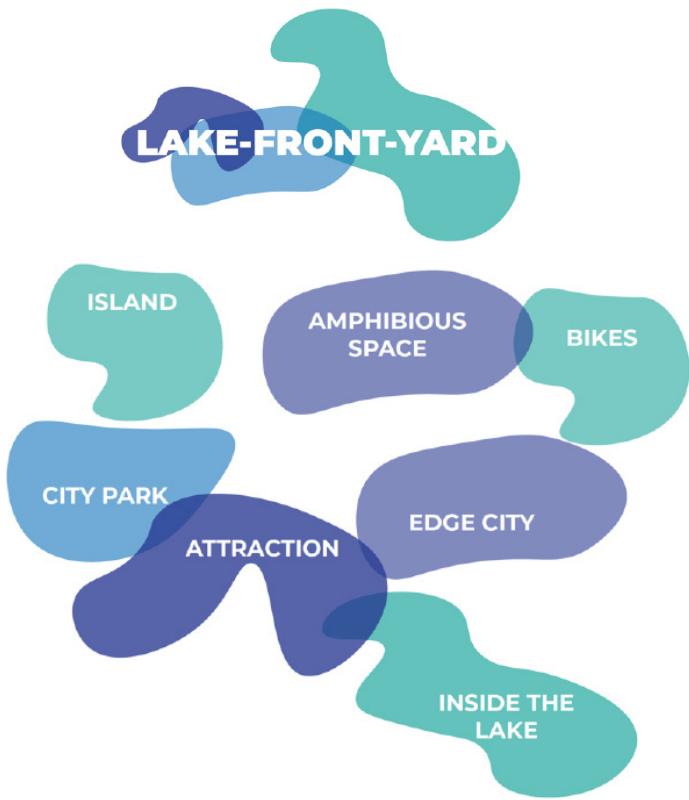 LAKE-FRONT-YARD
ISLAND
AMPHIBIOUS
SPACE
BIKES
CITY PARK
ATTRACTION
EDGE CITY
INSIDE THE
LAKE